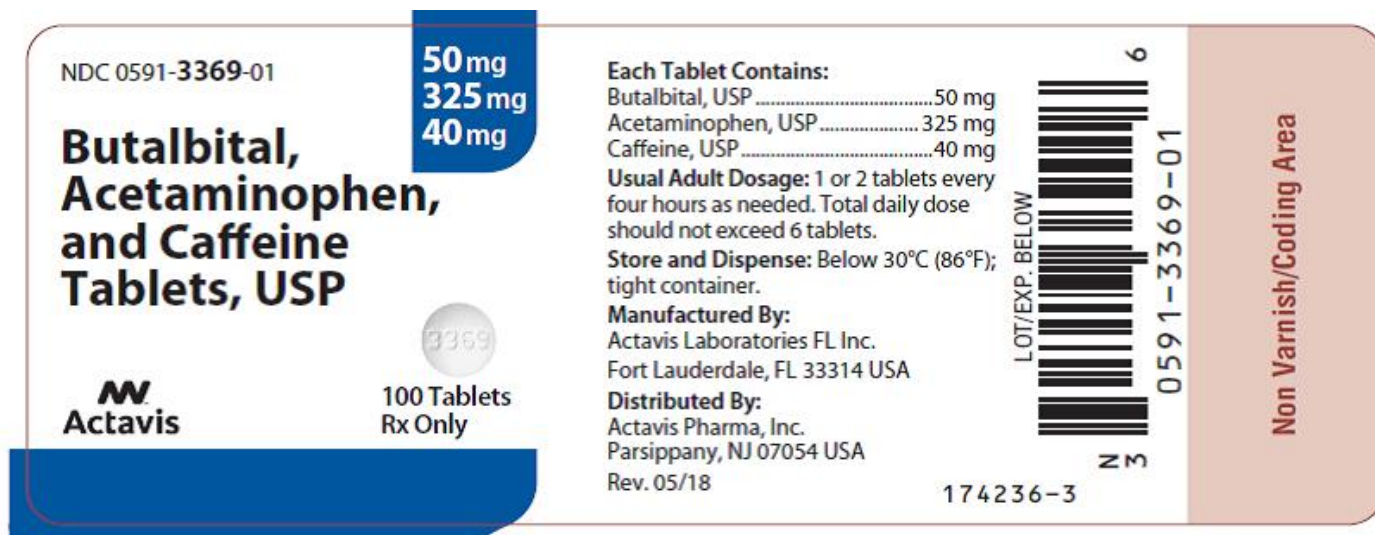 NDC 0591-3369-01
50 mg
325 mg
40 mg
Butalbital,
Acetaminophen,
and Caffeine
Tablets, USP
3369
Actavis
100 Tablets
Rx Only
Each Tablet Contains:
Butalbital, USP......................................50 mg
Acetaminophen, USP.....................325 mg
Caffeine, USP.........................................40 mg
Usual Adult Dosage: 1 or 2 tablets every
four hours as needed. Total daily dose
should not exceed 6 tablets.
Store and Dispense: Below 30°C (86°F);
tight container.
Manufactured By:
Actavis Laboratories FL Inc.
Fort Lauderdale, FL 33314 USA
Distributed By:
Actavis Pharma, Inc.
Parsippany, NJ 07054 USA
Rev. 05/18
174236-3
LOT/EXP. BELOW
N
3
0591-3369-01
6
Non Varnish/Coding Area